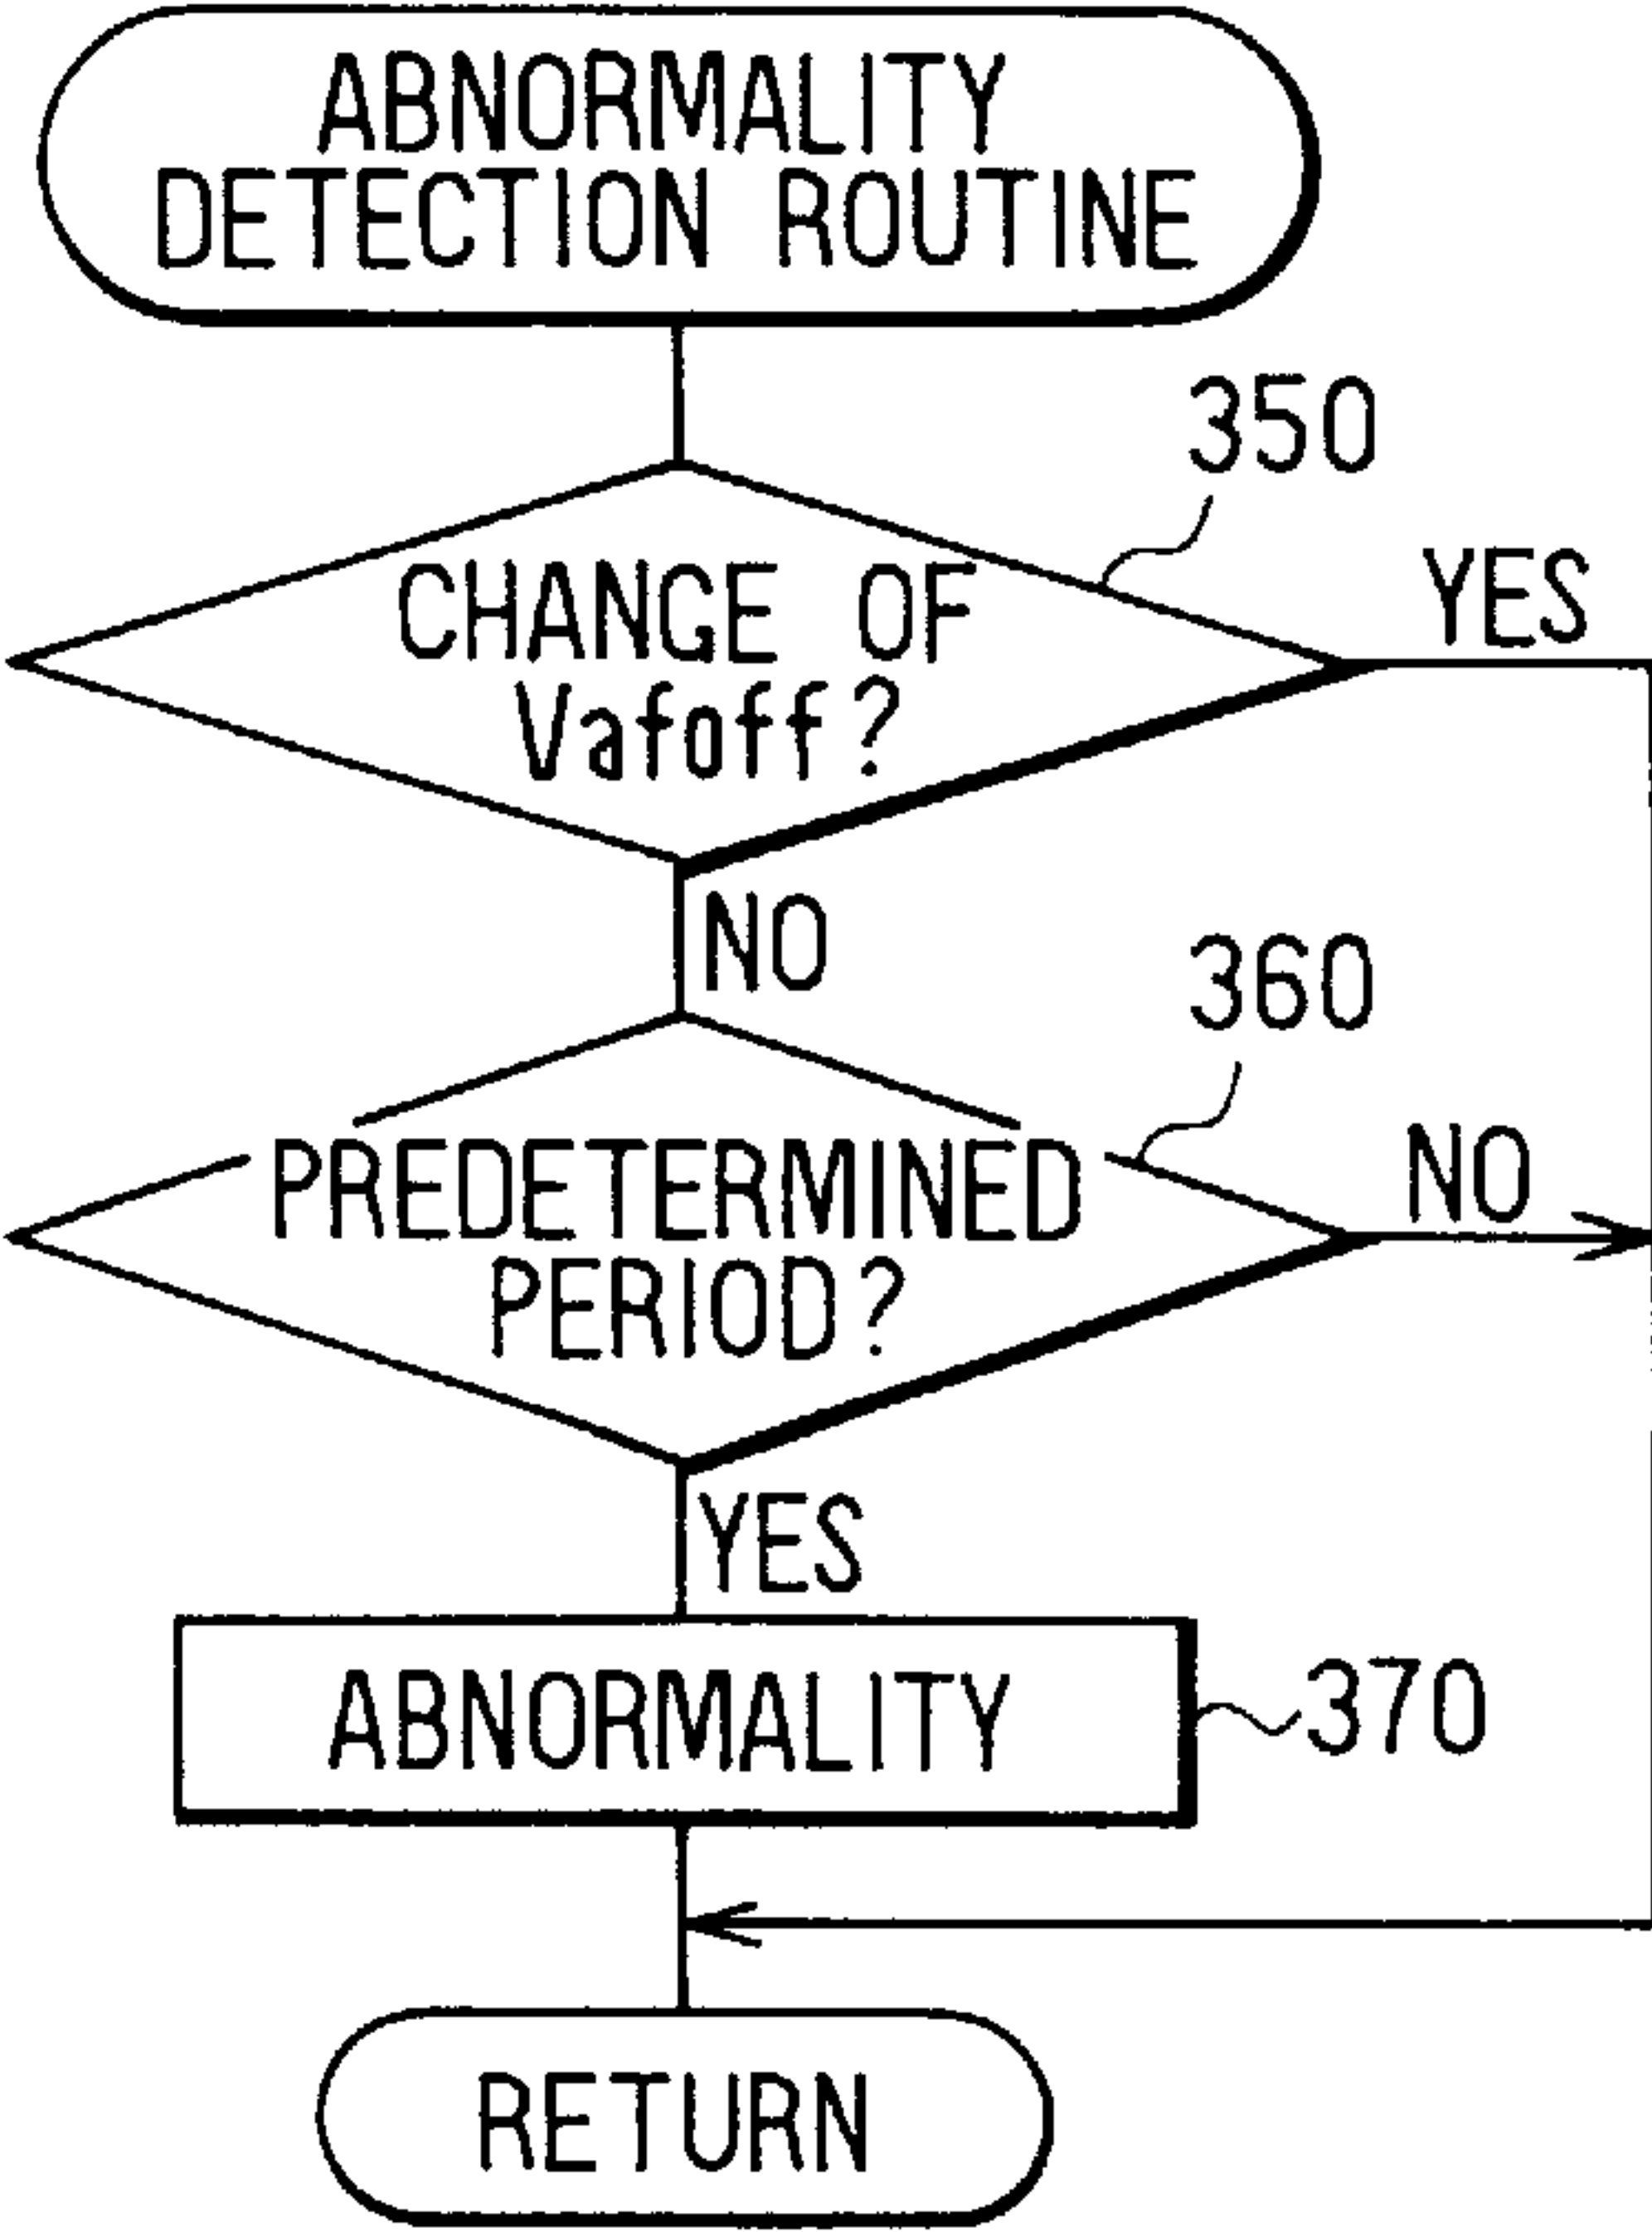 ABNORMALITY
DETECTION ROUTINE
350
CHANGE OF
Vafoff?
YES
NO
360
PREDETERMINED
PERIOD?
NO
YES
ABNORMALITY
370
RETURN